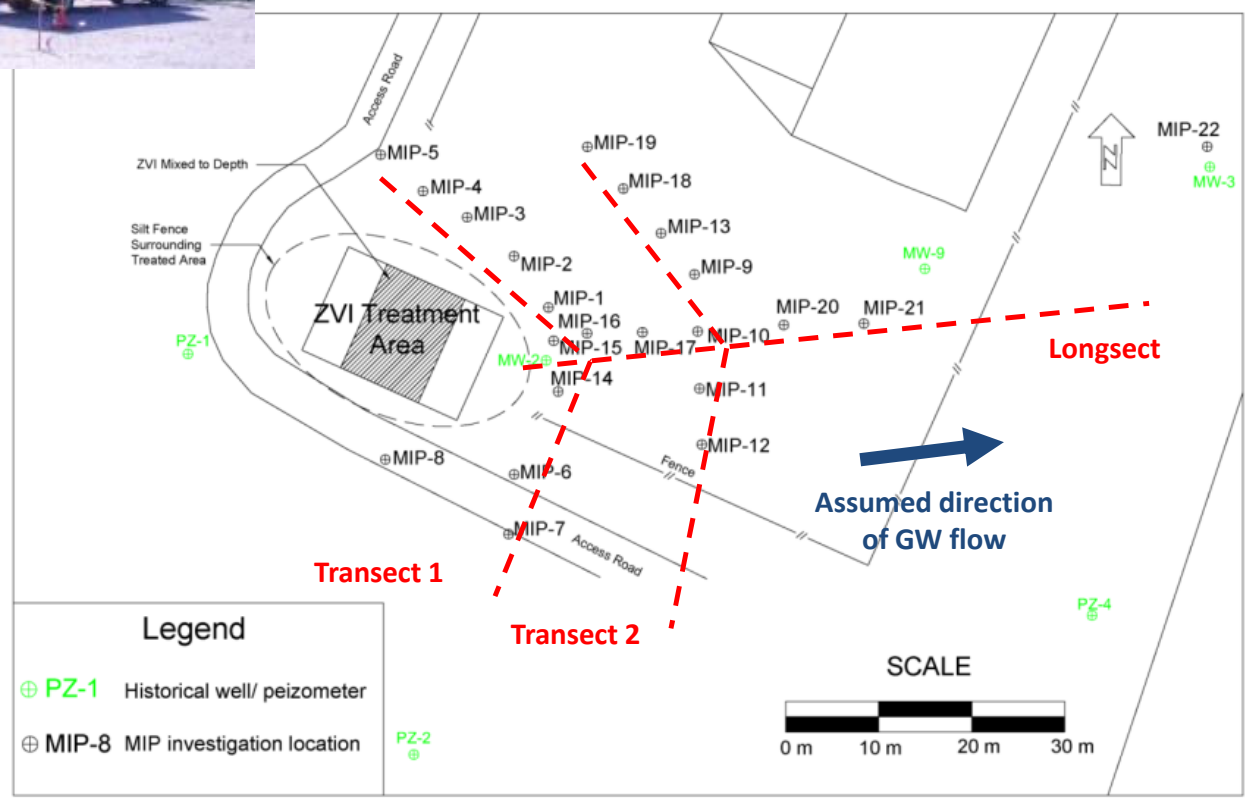 Access Road
MIP-5
MIP-19
MIP-22
MW-3
N
ZVI Mixed to Depth
MIP-4
MIP-18
MIP-3
MIP-13
Silt Fence
Surrounding
Treated Area
MIP-2
MIP-9
MW-9
MIP-1
ZVI Treatment
Area
MIP-16
MIP-20
MIP-21
PZ-1
MW-2
MIP-15
MIP-17
MIP-10
Longsect
MIP-14
MIP-11
MIP-8
MIP-6
Fence
MIP-12
Assumed direction
of GW flow
MIP-7
Access Road
Transect 1
Transect 2
PZ-4
Legend
PZ-1 Historical well/ peizometer
MIP-8 MIP investigation location
PZ-2
SCALE
0 m 10 m 20 m 30 m